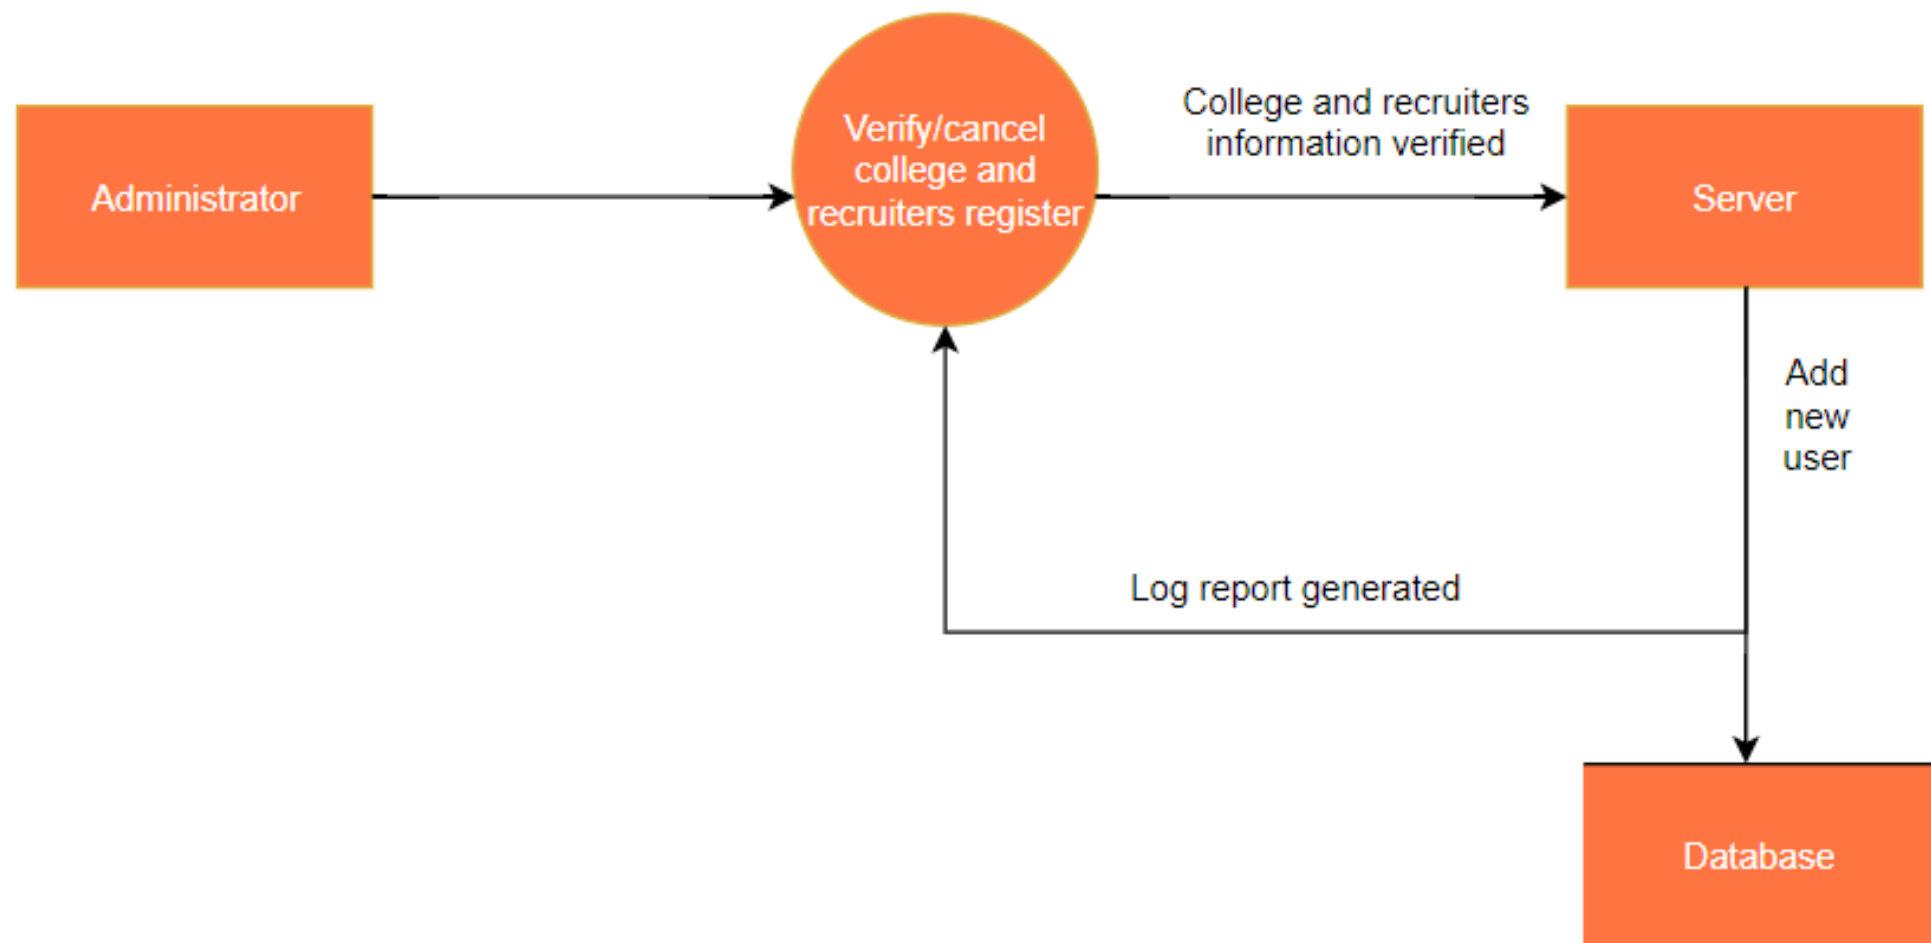 Administrator
Verify/cancel
college and
recruiters register
College and recruiters
information verified
Server
Add
new
user
Log report generated
Database